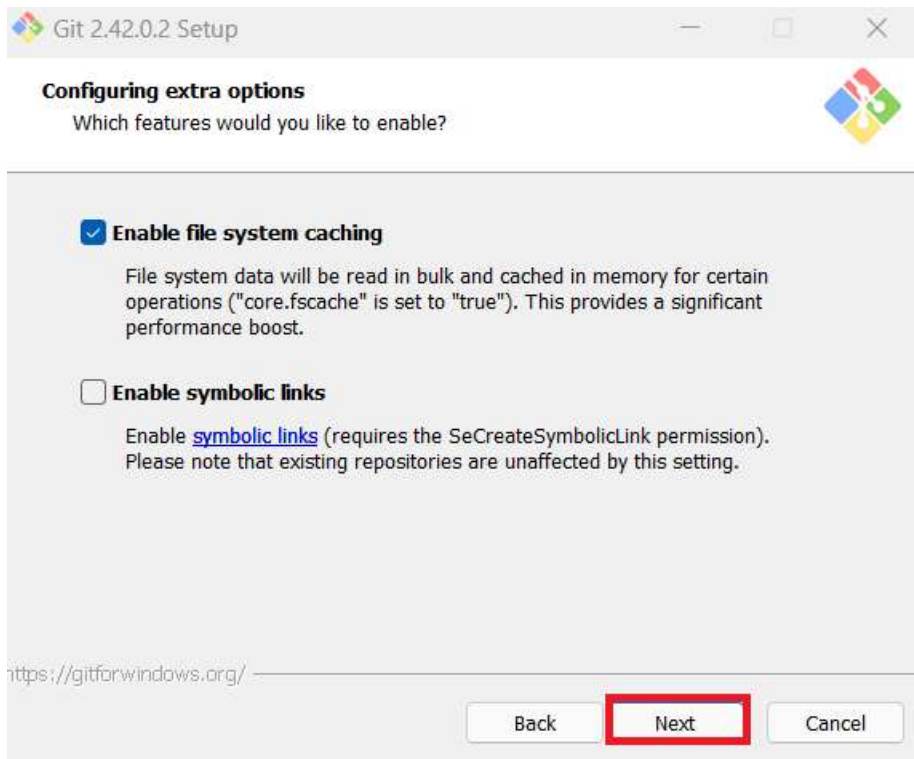 Git 2.42.0.2 Setup
Configuring extra options
Which features would you like to enable?
Enable file system caching
File system data will be read in bulk and cached in memory for certain
operations ("core.fscache" is set to "true"). This provides a significant
performance boost.
Enable symbolic links
Enable symbolic links (requires the SeCreateSymbolicLink permission).
Please note that existing repositories are unaffected by this setting.
https://gitforwindows.org/
Back Next Cancel